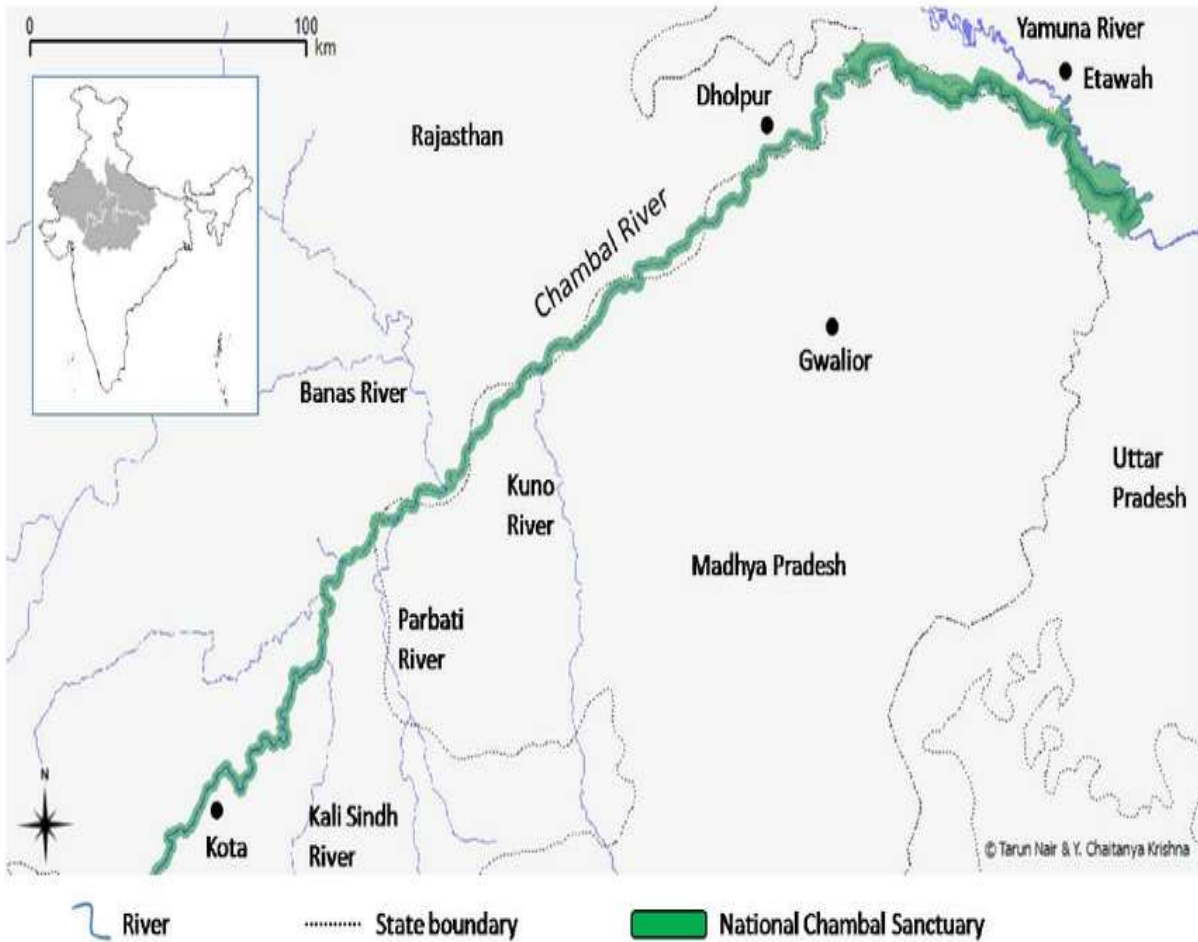 0 100
km
Yamuna River
Etawah
Dholpur
Rajasthan
Chambal River
Gwalior
Banas River
Kuno
River
Uttar
Pradesh
Madhya Pradesh
Parbati
River
N
Kali Sindh
River
Kota
© Tarun Nair & Y. Chaitanya Krishna
River State boundary National Chambal Sanctuary